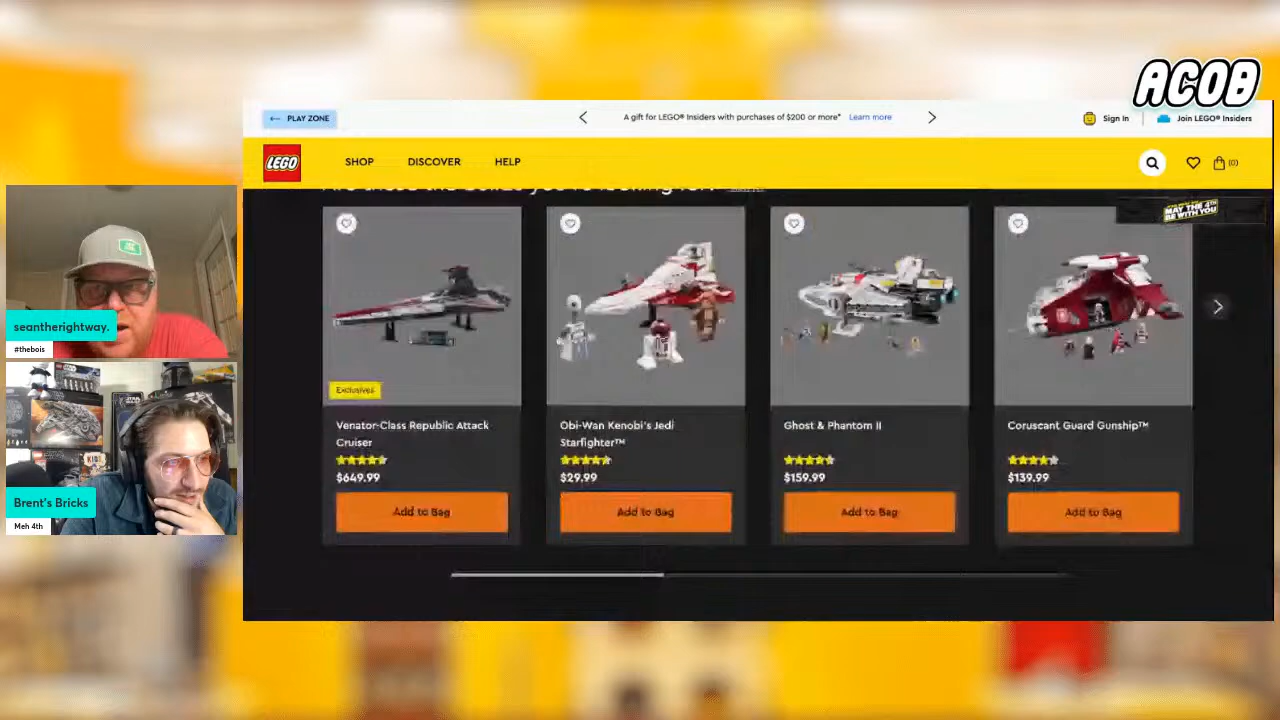 ACOB
← PLAY ZONE
A gift for LEGO® Insiders with purchases of $200 or more* Learn more
Sign In
Join LEGO® Insiders
LEGO
SHOP
DISCOVER
HELP
(0)
MAY THE 4TH
BE WITH YOU
Exclusives
Venator-Class Republic Attack
Cruiser
$649.99
Add to Bag
Obi-Wan Kenobi's Jedi
Starfighter™
$29.99
Add to Bag
Ghost & Phantom II
$159.99
Add to Bag
Coruscant Guard Gunship™
$139.99
Add to Bag
seantherightway.
#thebois
Brent's Bricks
Meh 4th